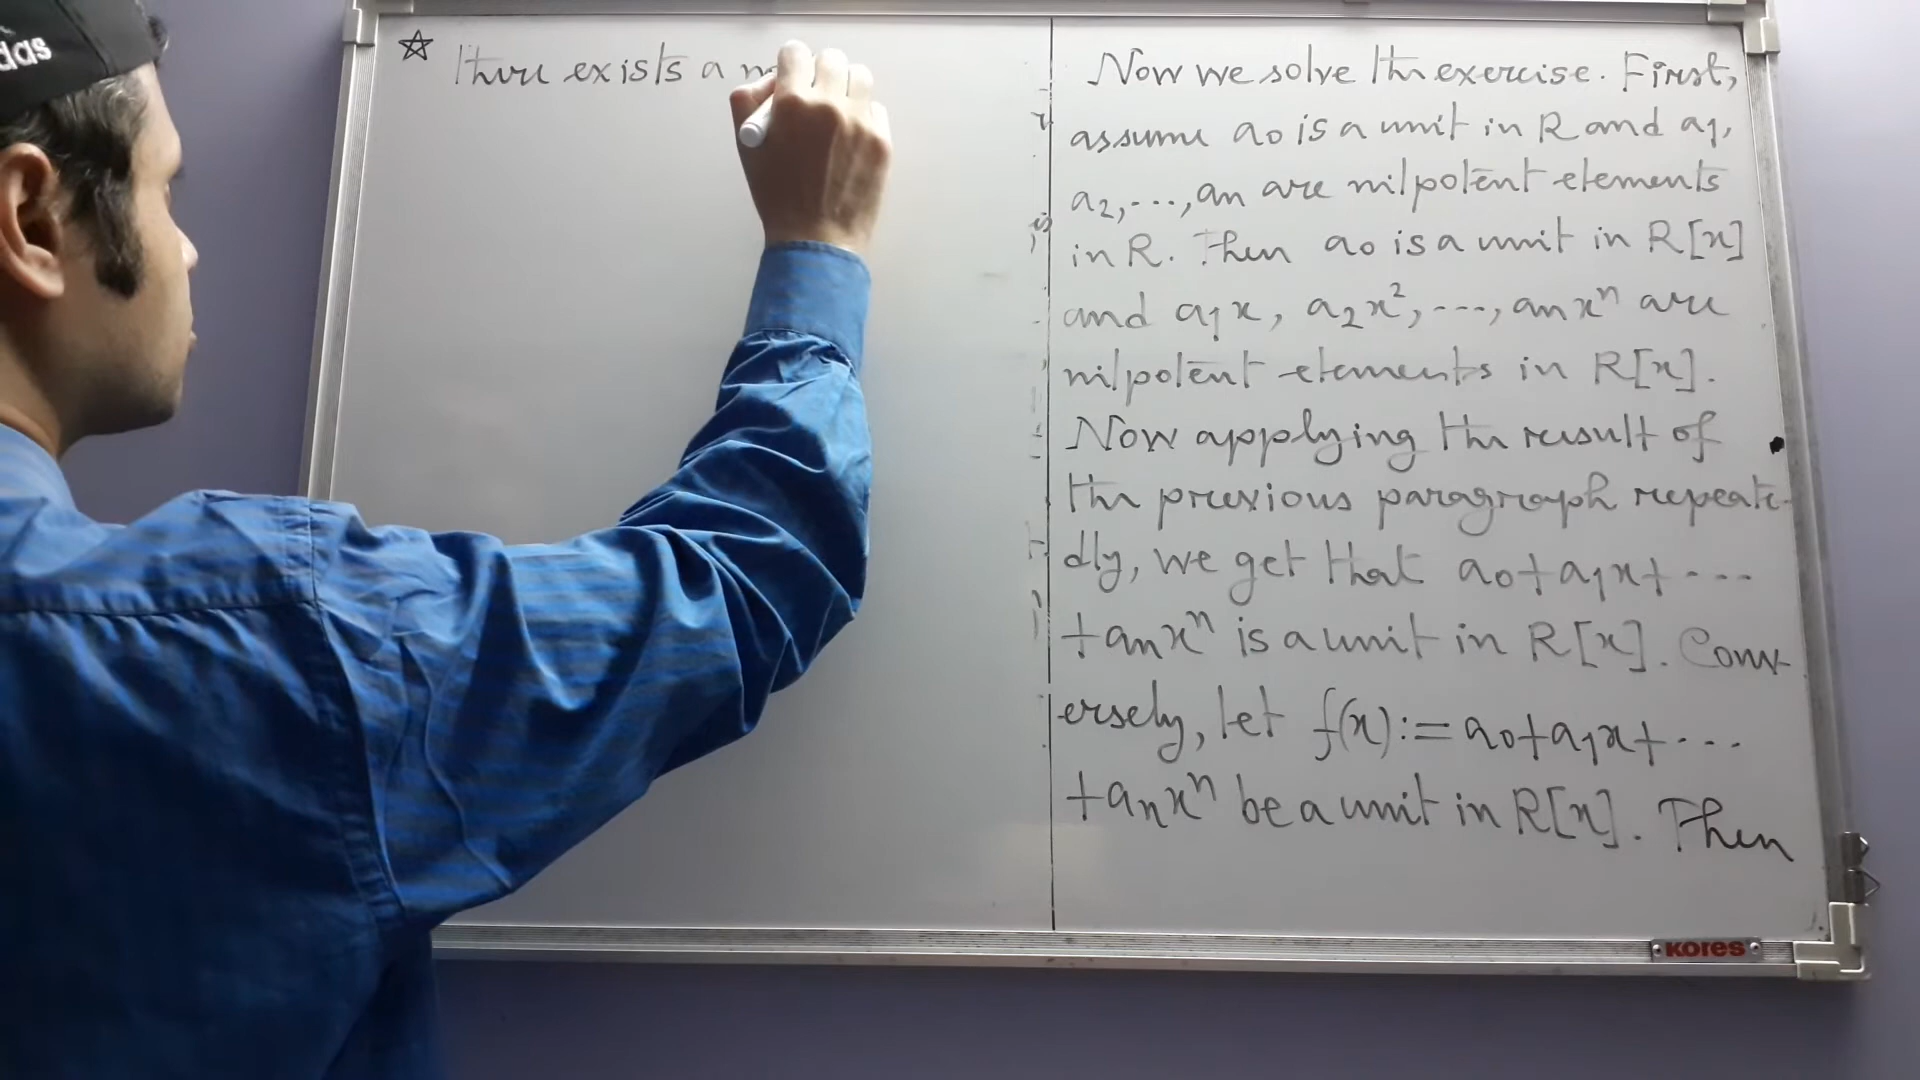 ☆ there exists a
Now we solve the exercise. First,
assume a0 is a unit in R and a1,
a2,...,an are nilpotent elements
in R. Then a0 is a unit in R[x]
and a1x, a2x², ..., anxⁿ are
nilpotent elements in R[x].
Now applying the result of
the previous paragraph repeate-
dly, we get that a0+a1x+...
+anxⁿ is a unit in R[x]. Conv-
ersely, let f(x):=a0+a1x+...
+anxⁿ be a unit in R[x]. Then
KORES
das